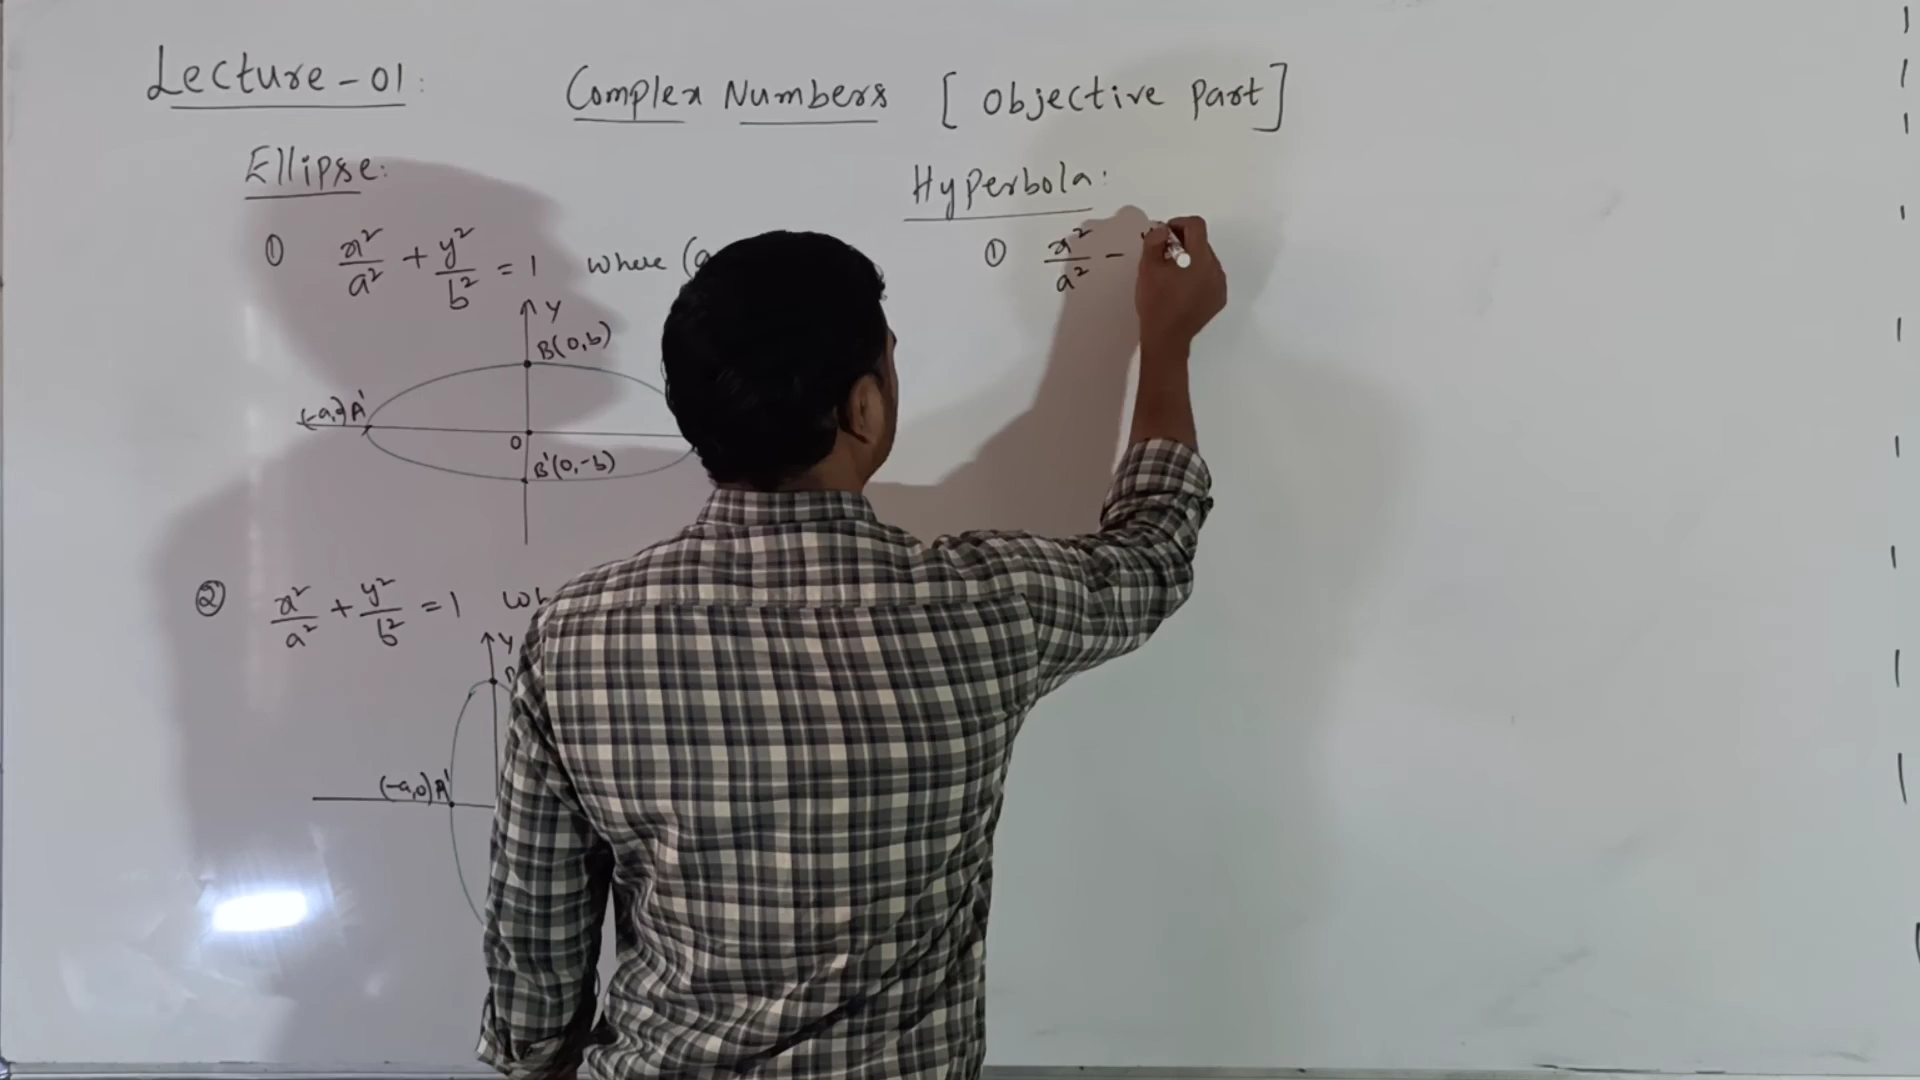 Lecture-01:
Complex Numbers [Objective Part]
Ellipse:
① x²/a² + y²/b² = 1 where (a
Y
B(0,b)
(-a,0)A'
O
B'(0,-b)
② x²/a² + y²/b² = 1
Y
(-a,0)A'
Hyperbola:
① x²/a² -